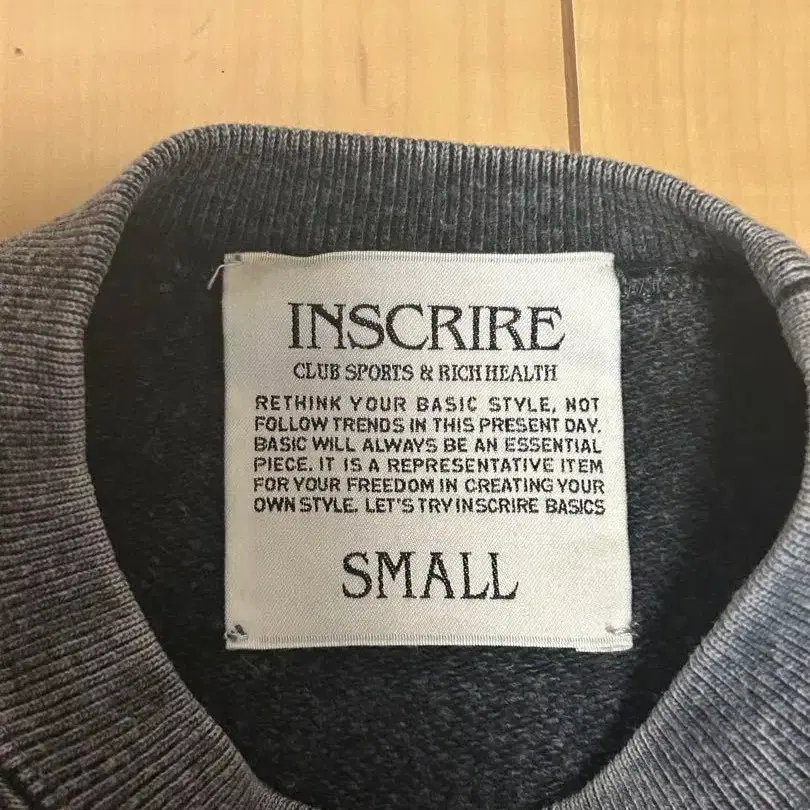 INSCRIRE
CLUB SPORTS & RICH HEALTH
RETHINK YOUR BASIC STYLE, NOT
FOLLOW TRENDS IN THIS PRESENT DAY.
BASIC WILL ALWAYS BE AN ESSENTIAL
PIECE. IT IS A REPRESENTATIVE ITEM
FOR YOUR FREEDOM IN CREATING YOUR
OWN STYLE. LET'S TRY INSCRIRE BASICS
SMALL